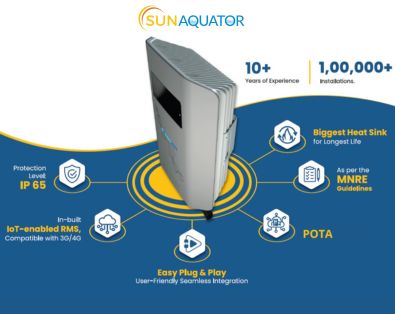 SUNAQUATOR
10+
Years of Experience
1,00,000+
Installations.
Biggest Heat Sink
for Longest Life
Protection
Level:
IP 65
As per the
MNRE
Guidelines
In-built
IoT-enabled RMS,
Compatible with 3G/4G
POTA
Easy Plug & Play
User-Friendly Seamless Integration